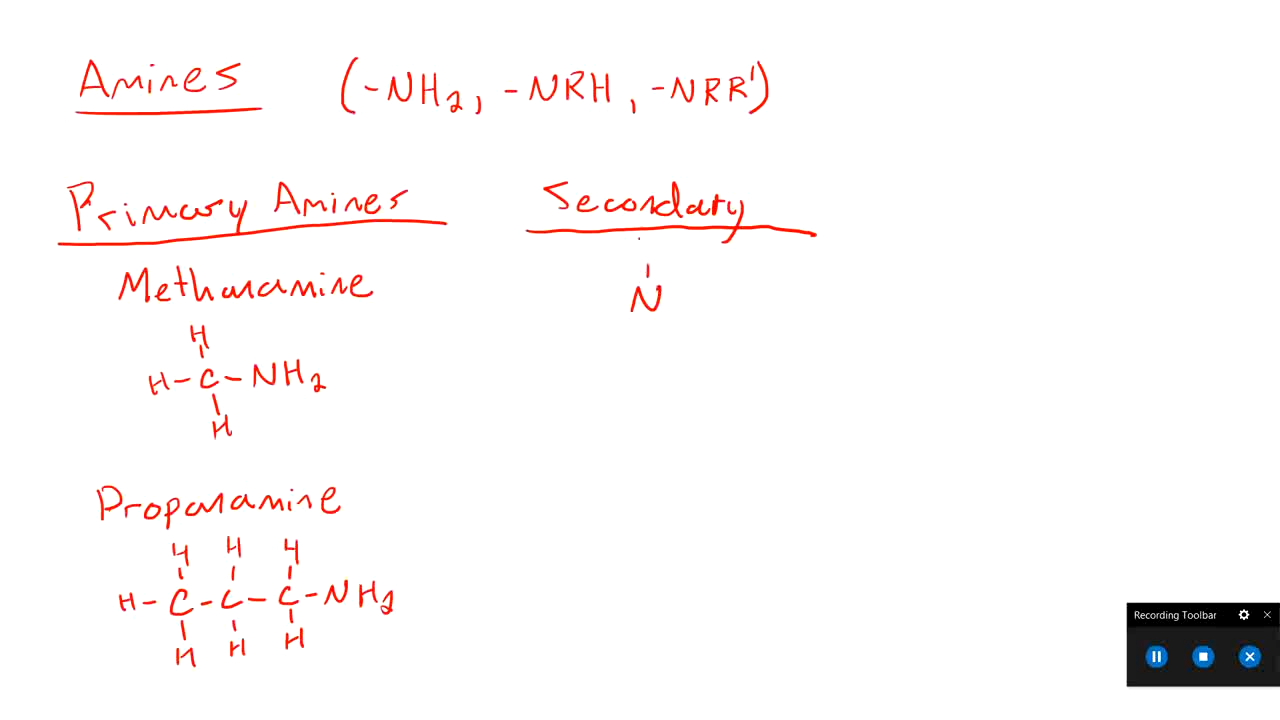 Amines (-NH2, -NRH, -NRR')
Primary Amines
Methanamine
H
H-C-NH2
H
Propanamine
H H H
H-C-C-C-NH2
H H H
Secondary
N
Recording Toolbar